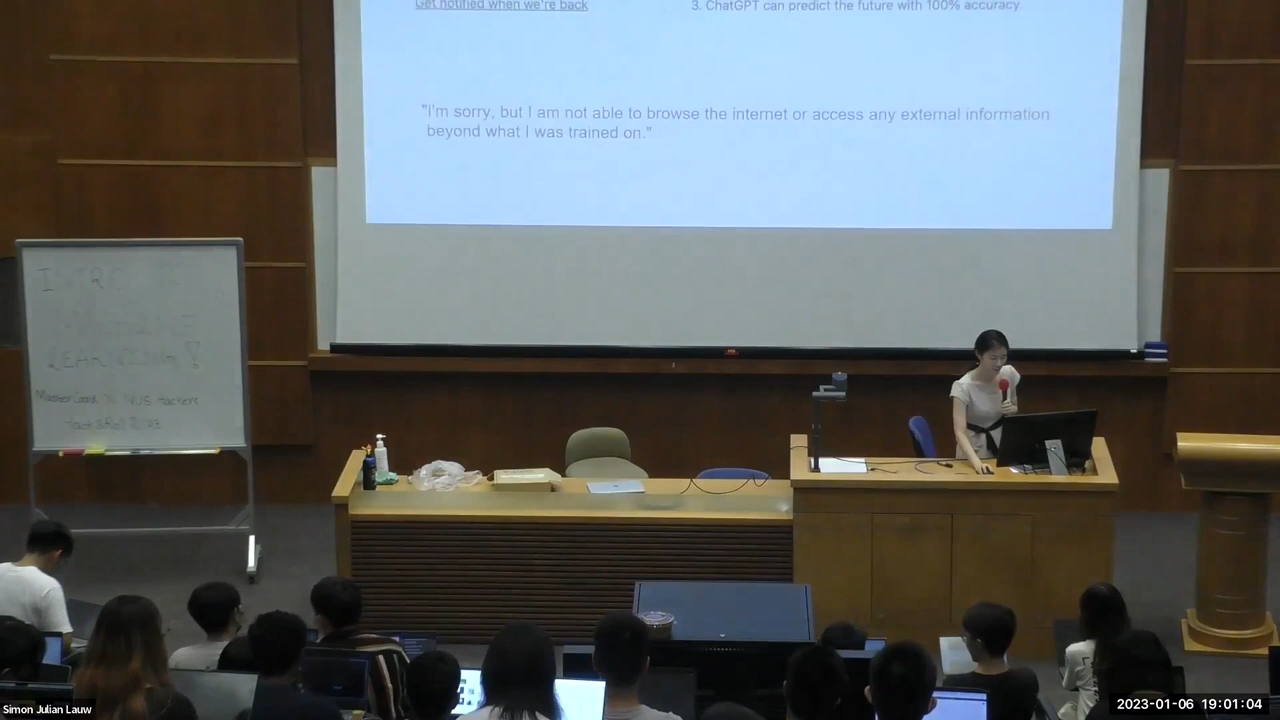 Get notified when we're back
3. ChatGPT can predict the future with 100% accuracy.
"I'm sorry, but I am not able to browse the internet or access any external information
beyond what I was trained on."
LEARNING!
NUS Hackers
Simon Julian Lauw
2023-01-06 19:01:04